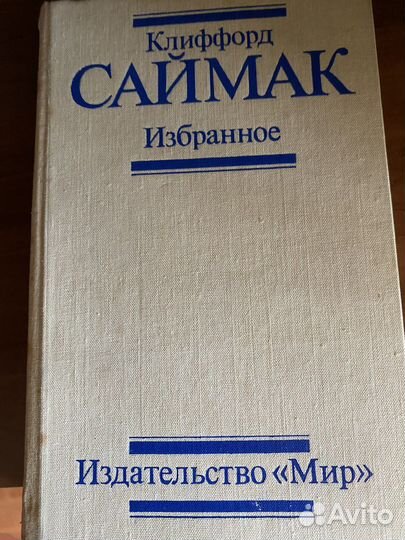 Клиффорд
САЙМАК
Избранное
Издательство «Мир»
Avito